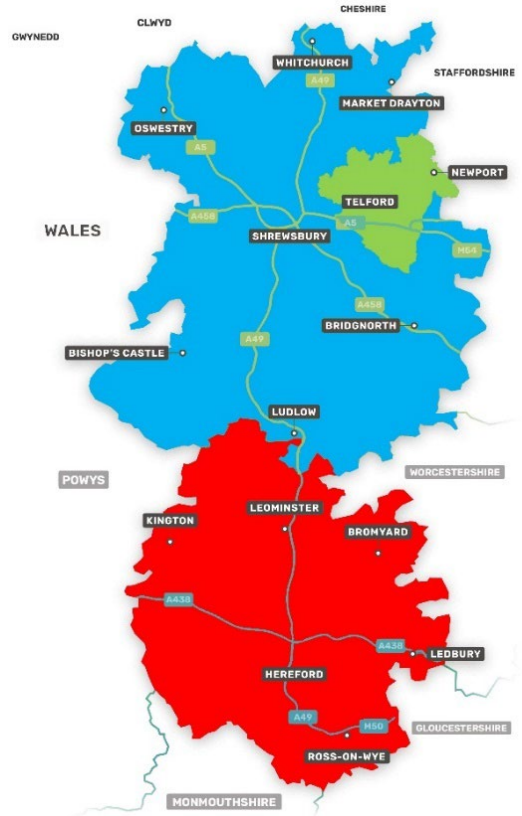 CHESHIRE
CLWYD
GWYNEDD
WHITCHURCH
STAFFORDSHIRE
A49
MARKET DRAYTON
OSWESTRY
A5
NEWPORT
TELFORD
A458
A5
WALES
SHREWSBURY
M54
A458
BRIDGNORTH
A49
BISHOP'S CASTLE
LUDLOW
WORCESTERSHIRE
POWYS
LEOMINSTER
KINGTON
BROMYARD
A438
A438
LEDBURY
HEREFORD
A49
M50
GLOUCESTERSHIRE
ROSS-ON-WYE
MONMOUTHSHIRE